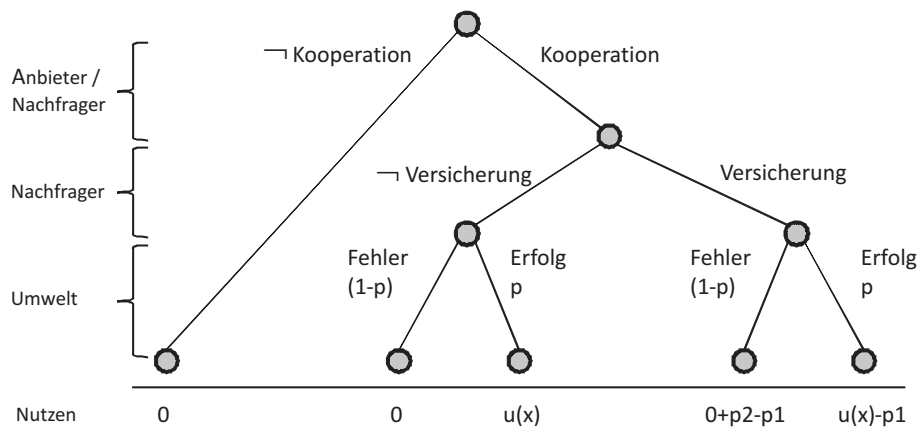 ¬ Kooperation
Kooperation
Anbieter /
Nachfrager
Nachfrager
¬ Versicherung
Versicherung
Umwelt
Fehler
(1-p)
Erfolg
p
Fehler
(1-p)
Erfolg
p
Nutzen 0 0 u(x) 0+p2-p1 u(x)-p1